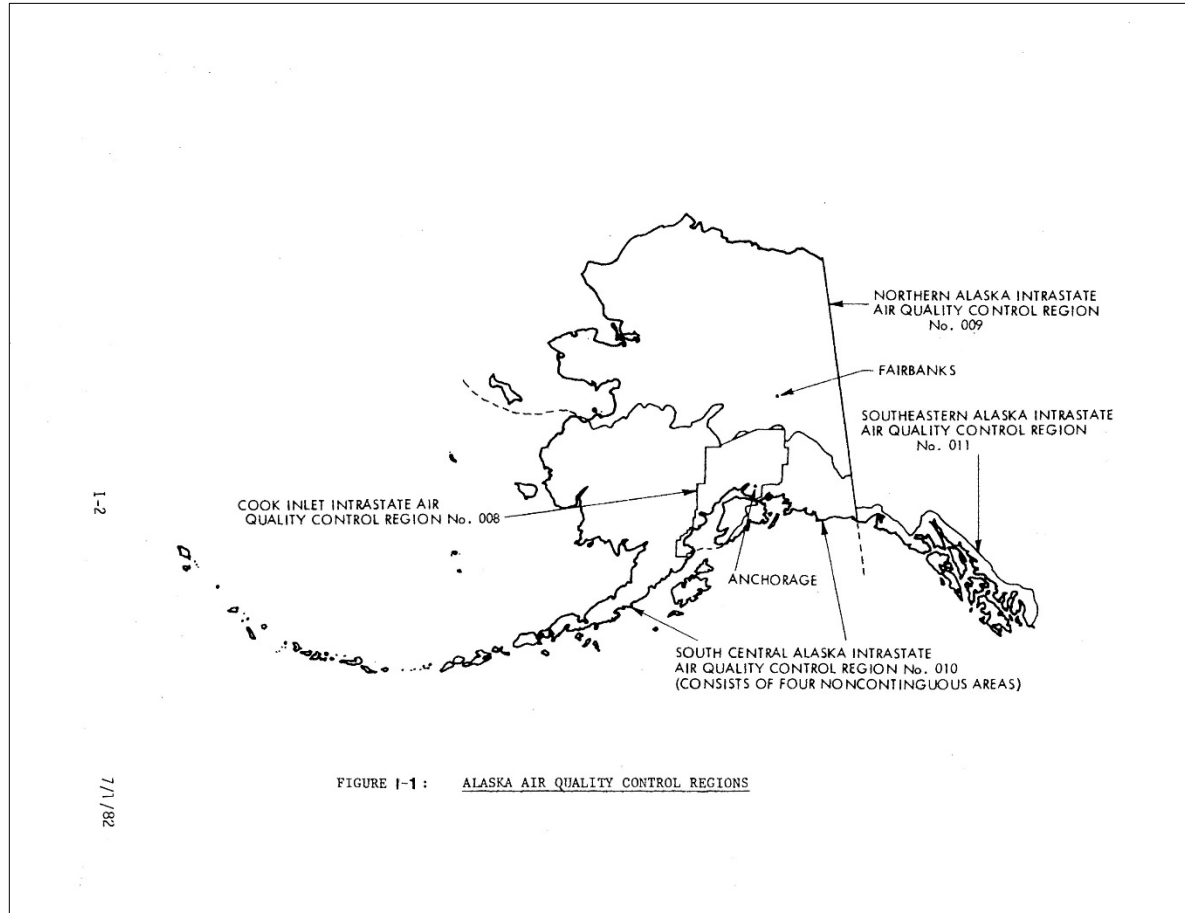 NORTHERN ALASKA INTRASTATE
AIR QUALITY CONTROL REGION
No. 009
FAIRBANKS
SOUTHEASTERN ALASKA INTRASTATE
AIR QUALITY CONTROL REGION
No. 011
COOK INLET INTRASTATE AIR
QUALITY CONTROL REGION No. 008
ANCHORAGE
SOUTH CENTRAL ALASKA INTRASTATE
AIR QUALITY CONTROL REGION No. 010
(CONSISTS OF FOUR NONCONTINGUOUS AREAS)
I-2
FIGURE I-1: ALASKA AIR QUALITY CONTROL REGIONS
7/1/82